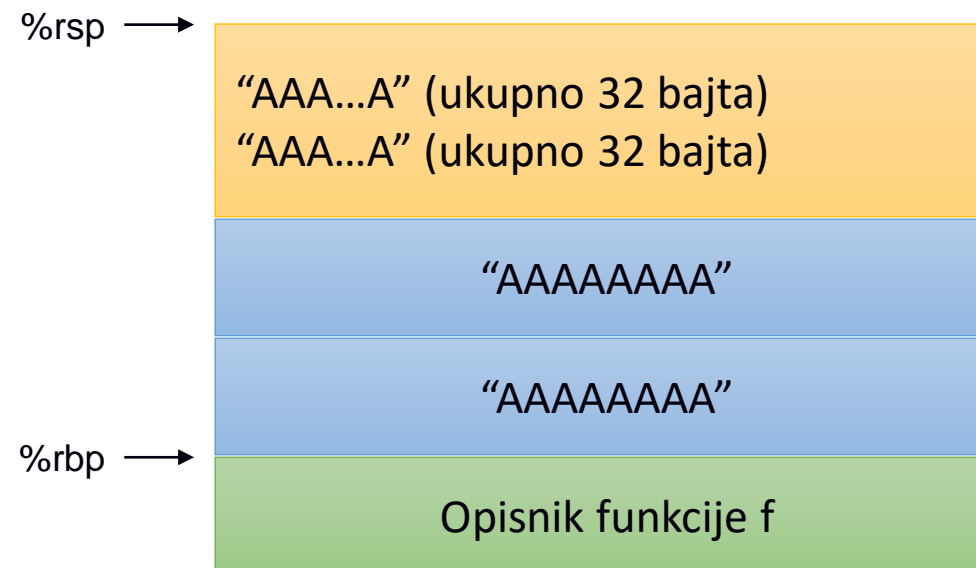 %rsp
“AAA…A” (ukupno 32 bajta)
“AAA…A” (ukupno 32 bajta)
“AAAAAAAA”
“AAAAAAAA”
%rbp
Opisnik funkcije f